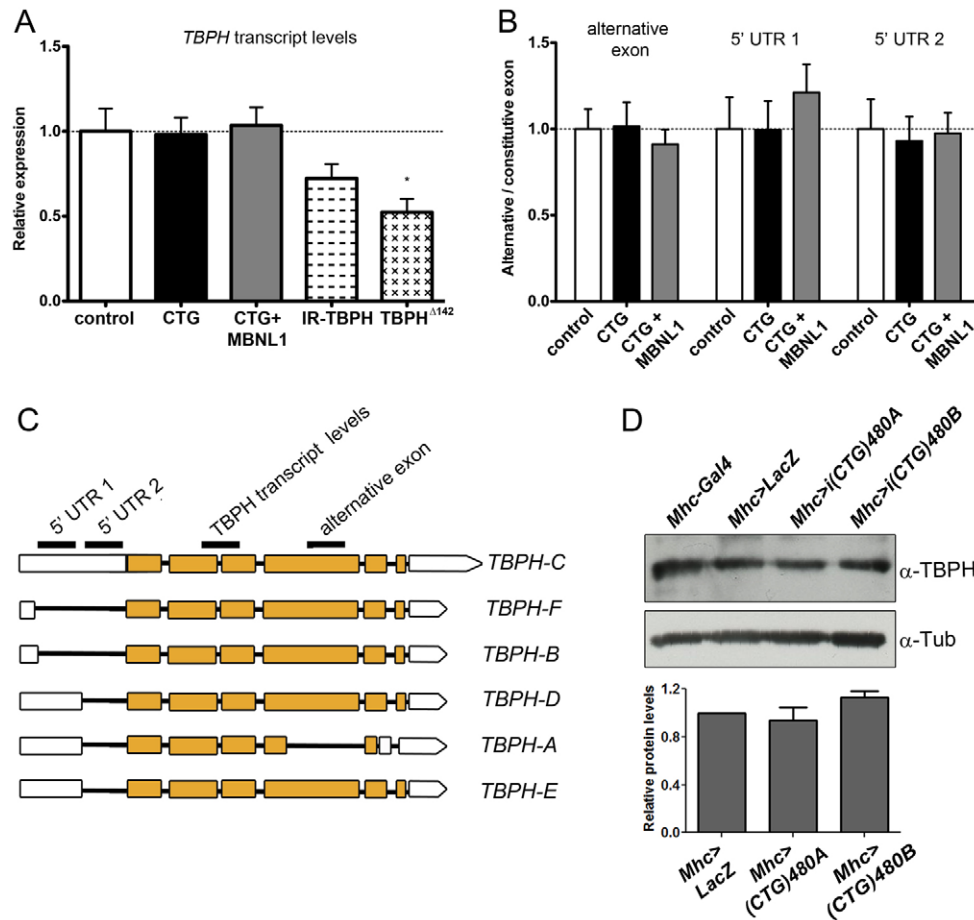 A
TBPH transcript levels
Relative expression
1.5
1.0
0.5
0.0
*
control
CTG
CTG+
MBNL1
IR-TBPH
TBPH Δ142
B
alternative
exon
5' UTR 1
5' UTR 2
Alternative / constitutive exon
1.5
1.0
0.5
0.0
control
CTG
CTG +
MBNL1
control
CTG
CTG +
MBNL1
control
CTG
CTG +
MBNL1
C
5' UTR 1
5' UTR 2
TBPH transcript levels
alternative exon
TBPH-C
TBPH-F
TBPH-B
TBPH-D
TBPH-A
TBPH-E
D
Mhc-Gal4
Mhc>LacZ
Mhc>i(CTG)480A
Mhc>i(CTG)480B
α-TBPH
α-Tub
Relative protein levels
1.2
0.8
0.4
0.0
Mhc>
LacZ
Mhc>
(CTG)480A
Mhc>
(CTG)480B